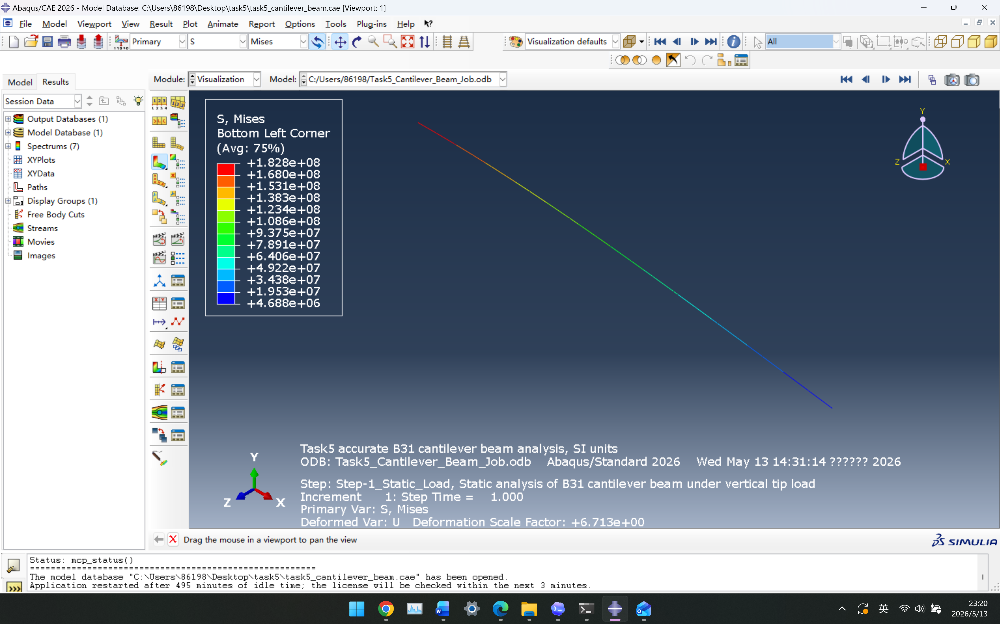 Abaqus/CAE 2026 - Model Database: C:\Users\86198\Desktop\task5\task5_cantilever_beam.cae [Viewport: 1]
File Model Viewport View Result Plot Animate Report Options Tools Plug-ins Help
Primary S Mises Visualization defaults All
Model Results Module: Visualization Model: C:/Users/86198/Task5_Cantilever_Beam_Job.odb
Session Data
Output Databases (1)
Model Database (1)
Spectrums (7)
XYPlots
XYData
Paths
Display Groups (1)
Free Body Cuts
Streams
Movies
Images
S, Mises
Bottom Left Corner
(Avg: 75%)
+1.828e+08
+1.680e+08
+1.531e+08
+1.383e+08
+1.234e+08
+1.086e+08
+9.375e+07
+7.891e+07
+6.406e+07
+4.922e+07
+3.438e+07
+1.953e+07
+4.688e+06
Y
Z X
Y
Z X
Task5 accurate B31 cantilever beam analysis, SI units
ODB: Task5_Cantilever_Beam_Job.odb Abaqus/Standard 2026 Wed May 13 14:31:14 ?????? 2026
Step: Step-1_Static_Load, Static analysis of B31 cantilever beam under vertical tip load
Increment 1: Step Time = 1.000
Primary Var: S, Mises
Deformed Var: U Deformation Scale Factor: +6.713e+00
Drag the mouse in a viewport to pan the view
SIMULIA
Status: mcp_status()
======================================================
The model database "C:\Users\86198\Desktop\task5\task5_cantilever_beam.cae" has been opened.
Application restarted after 495 minutes of idle time; the license will be checked within the next 3 minutes.
英
23:20
2026/5/13